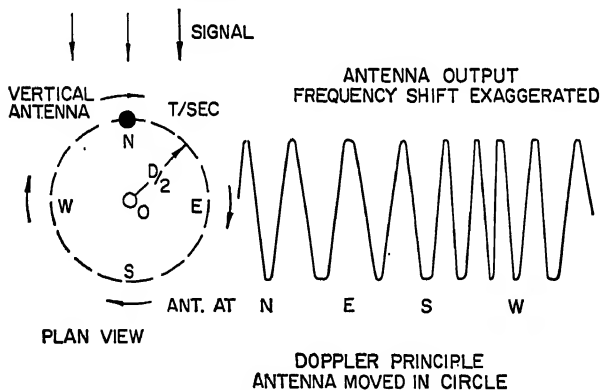 SIGNAL
ANTENNA OUTPUT
FREQUENCY SHIFT EXAGGERATED
VERTICAL
ANTENNA
T/SEC
N
D/2
W
O
E
S
ANT. AT N E S W
PLAN VIEW
DOPPLER PRINCIPLE
ANTENNA MOVED IN CIRCLE